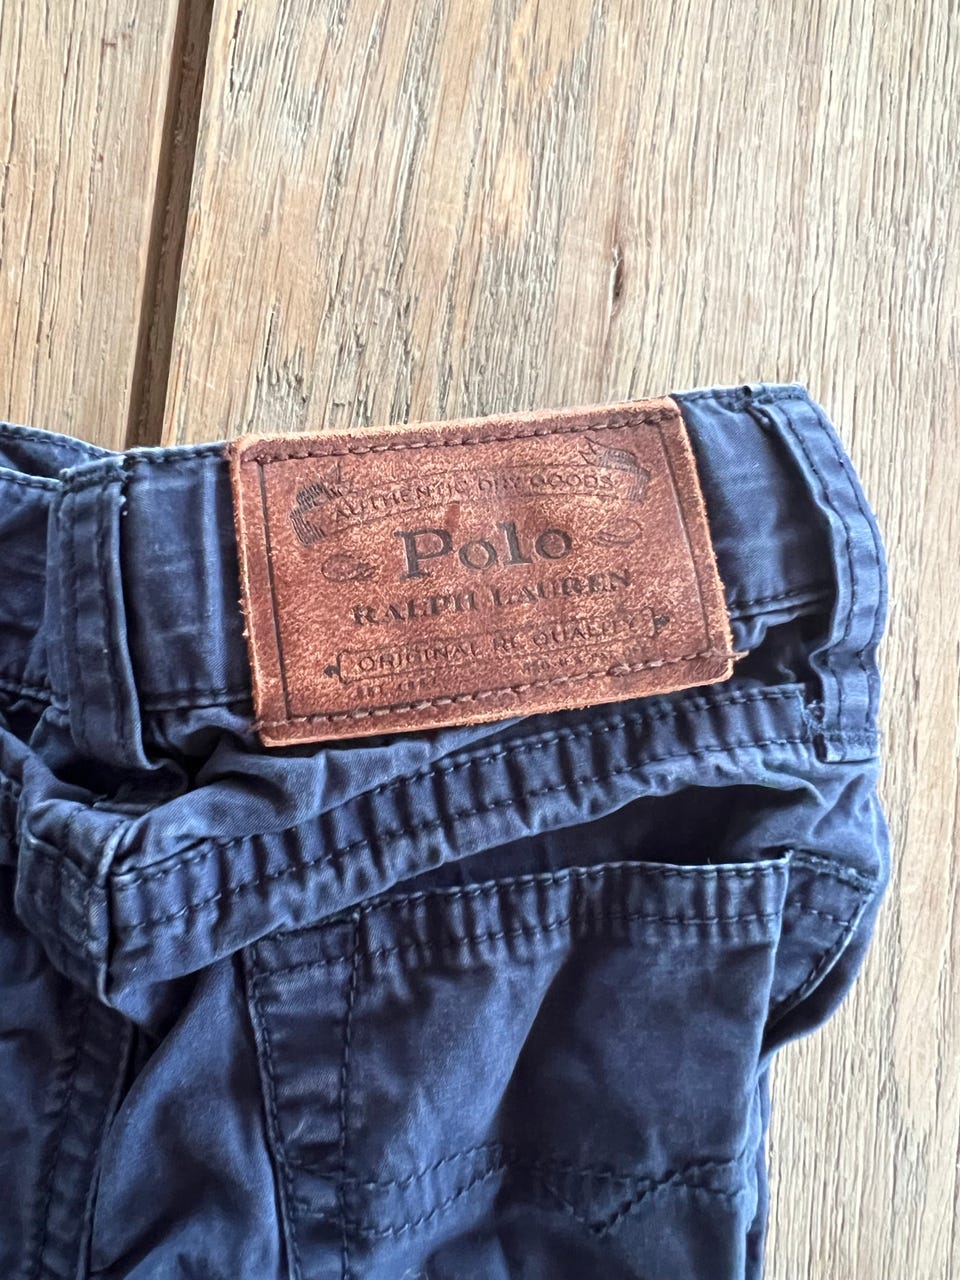 AUTHENTIC DRY GOODS
Polo
RALPH LAUREN
ORIGINAL RL QUALITY